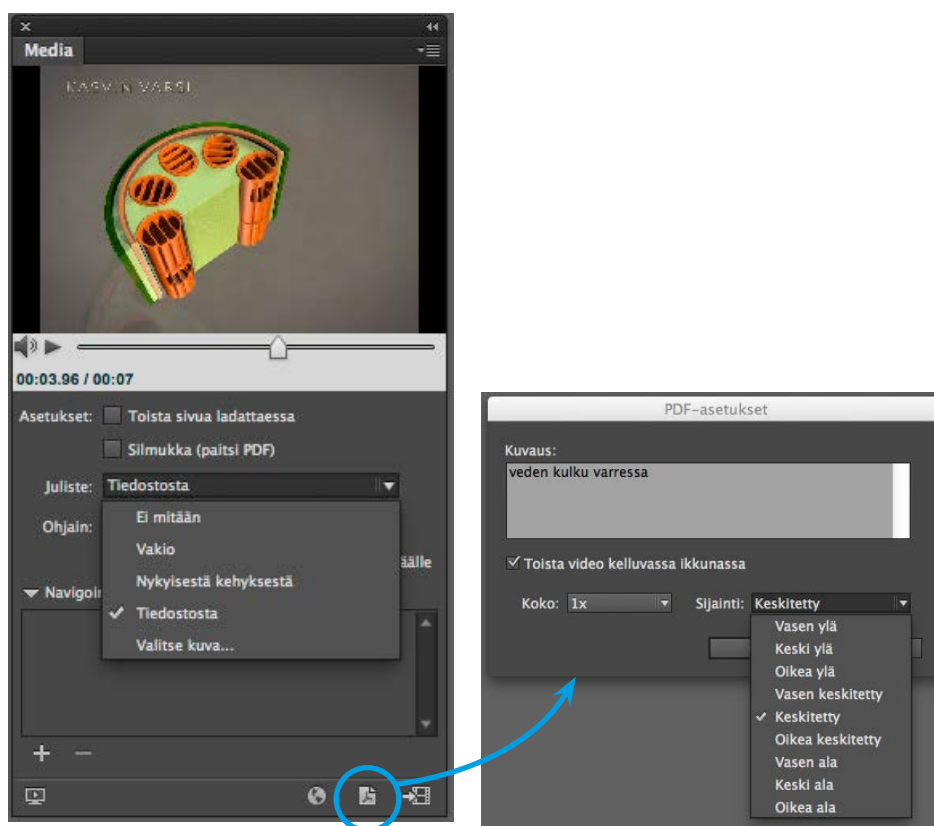 Media
KASVIN VARSI
00:03.96 / 00:07
Asetukset: Toista sivua ladattaessa
Silmukka (paitsi PDF)
Juliste: Tiedostosta
Ei mitään
Ohjain:
Vakio
Nykyisestä kehyksestä
Tiedostosta
Valitse kuva...
PDF-asetukset
Kuvaus:
veden kulku varressa
Toista video kelluvassa ikkunassa
Koko: 1x Sijainti: Keskitetty
Vasen ylä
Keski ylä
Oikea ylä
Vasen keskitetty
Keskitetty
Oikea keskitetty
Vasen ala
Keski ala
Oikea ala